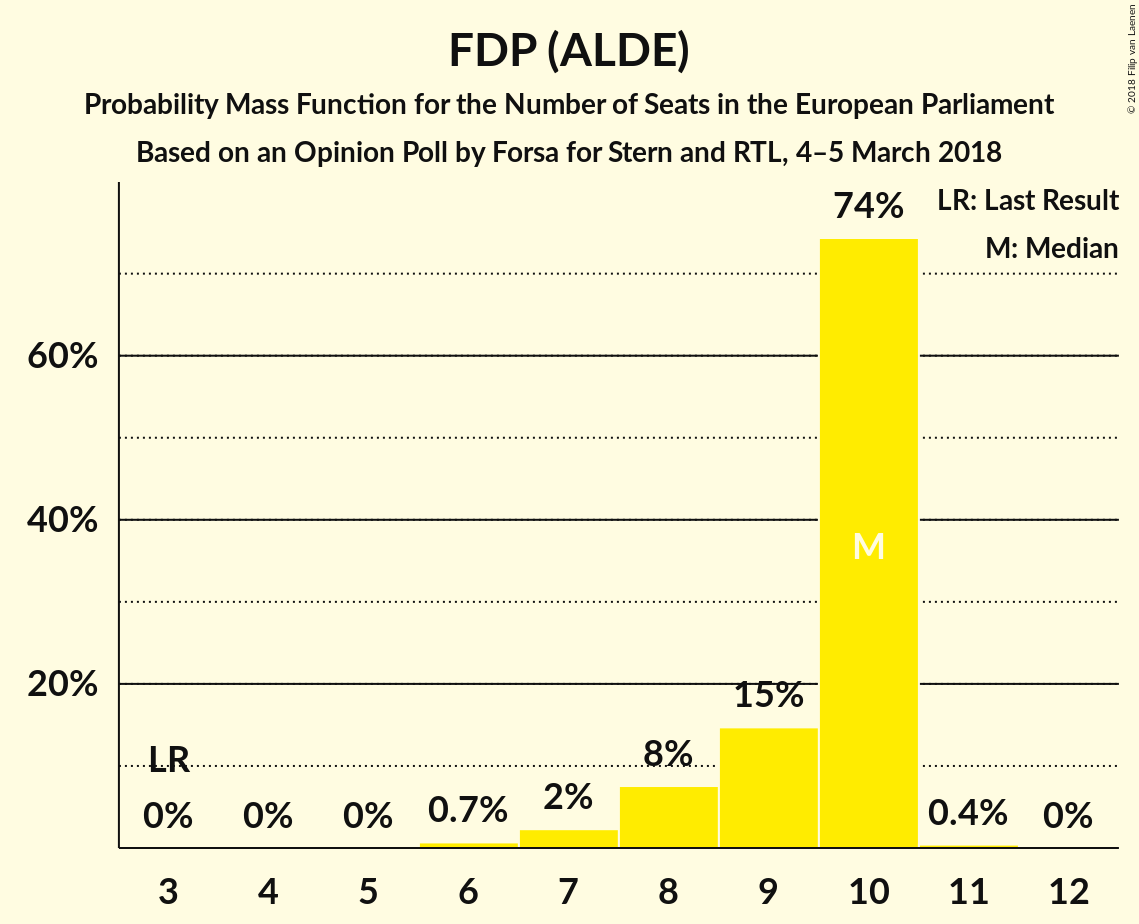 FDP (ALDE)
Probability Mass Function for the Number of Seats in the European Parliament
Based on an Opinion Poll by Forsa for Stern and RTL, 4–5 March 2018
© 2018 Filip van Laenen
LR: Last Result
M: Median
74%
60%
40%
M
20%
15%
LR
8%
0%
0%
0%
0.7%
2%
0.4%
0%
3 4 5 6 7 8 9 10 11 12